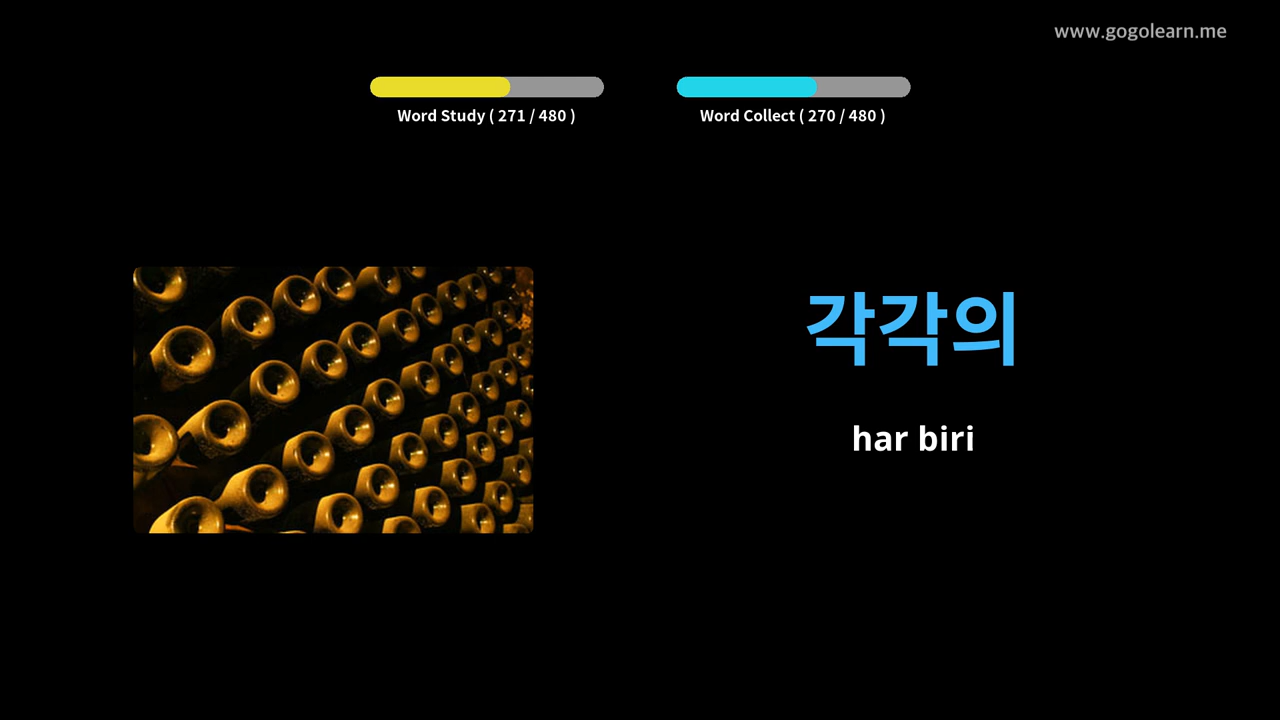 www.gogolearn.me
Word Study ( 271 / 480 )
Word Collect ( 270 / 480 )
각각의
har biri